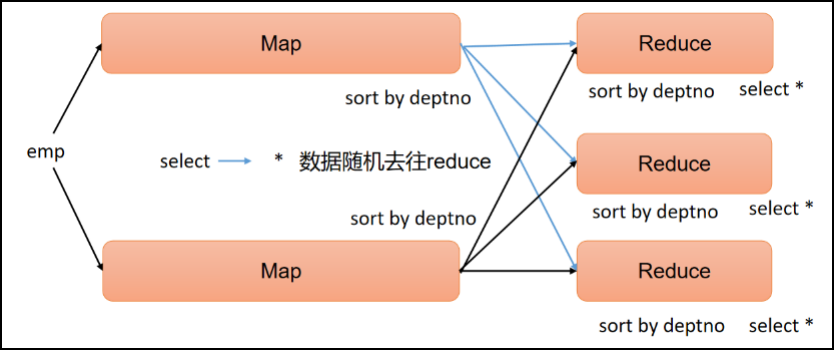 Map
Reduce
sort by deptno
sort by deptno
select *
emp
select
* 数据随机去往reduce
Reduce
sort by deptno
sort by deptno
select *
Map
Reduce
sort by deptno
select *